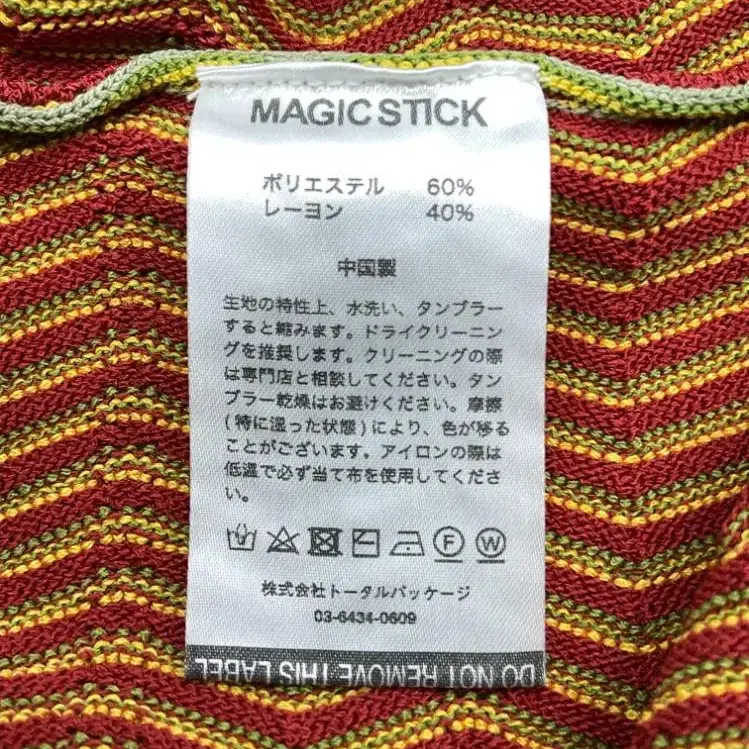 MAGIC STICK
ポリエステル 60%
レーヨン 40%
中国製
生地の特性上、水洗い、タンブラー
すると縮みます。ドライクリーニン
グを推奨します。クリーニングの際
は専門店と相談してください。タン
ブラー乾燥はお避けください。摩擦
(特に湿った状態)により、色が移る
ことがございます。アイロンの際は
低温で必ず当て布を使用してくださ
い。
F W
株式会社トータルパッケージ
03-6434-0609
DO NOT REMOVE THIS LABEL